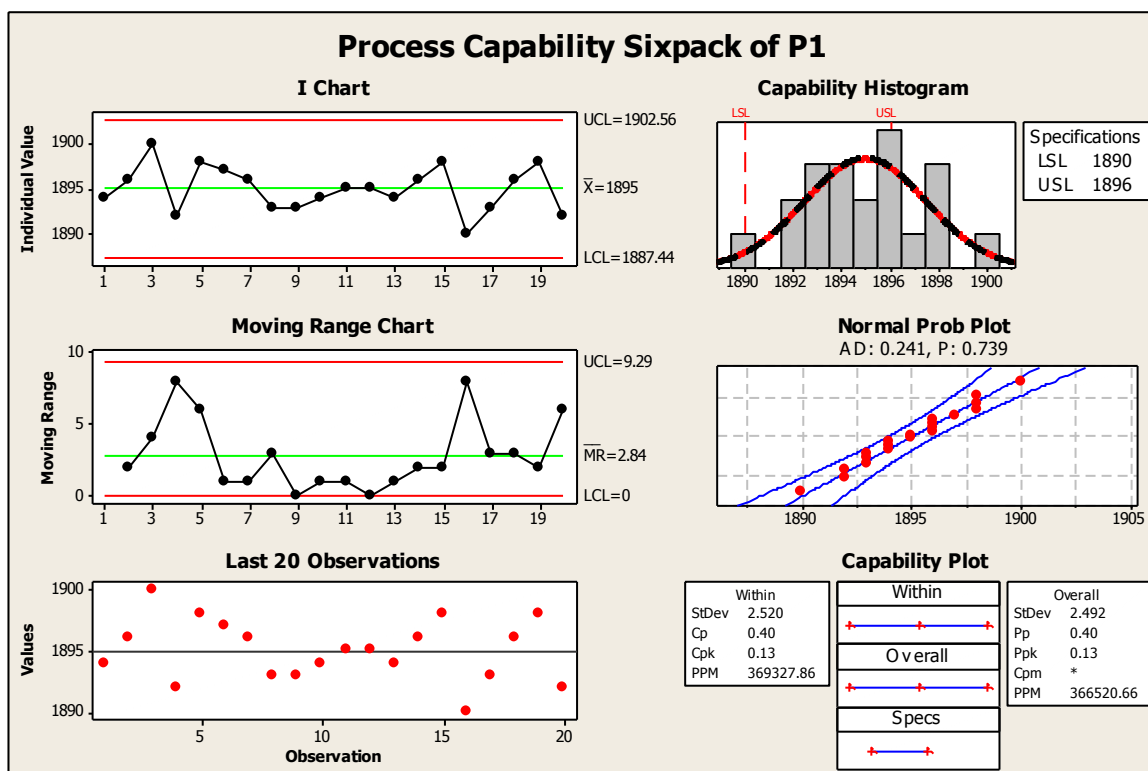 Process Capability Sixpack of P1
I Chart
Individual Value
1900
1895
1890
UCL=1902.56
X=1895
LCL=1887.44
1 3 5 7 9 11 13 15 17 19
Capability Histogram
LSL USL
1890 1892 1894 1896 1898 1900
Specifications
LSL 1890
USL 1896
Moving Range Chart
Moving Range
10
5
0
UCL=9.29
MR=2.84
LCL=0
1 3 5 7 9 11 13 15 17 19
Normal Prob Plot
AD: 0.241, P: 0.739
1890 1895 1900 1905
Last 20 Observations
Values
1900
1895
1890
5 10 15 20
Observation
Capability Plot
Within
StDev 2.520
Cp 0.40
Cpk 0.13
PPM 369327.86
Within
Overall
Specs
Overall
StDev 2.492
Pp 0.40
Ppk 0.13
Cpm *
PPM 366520.66